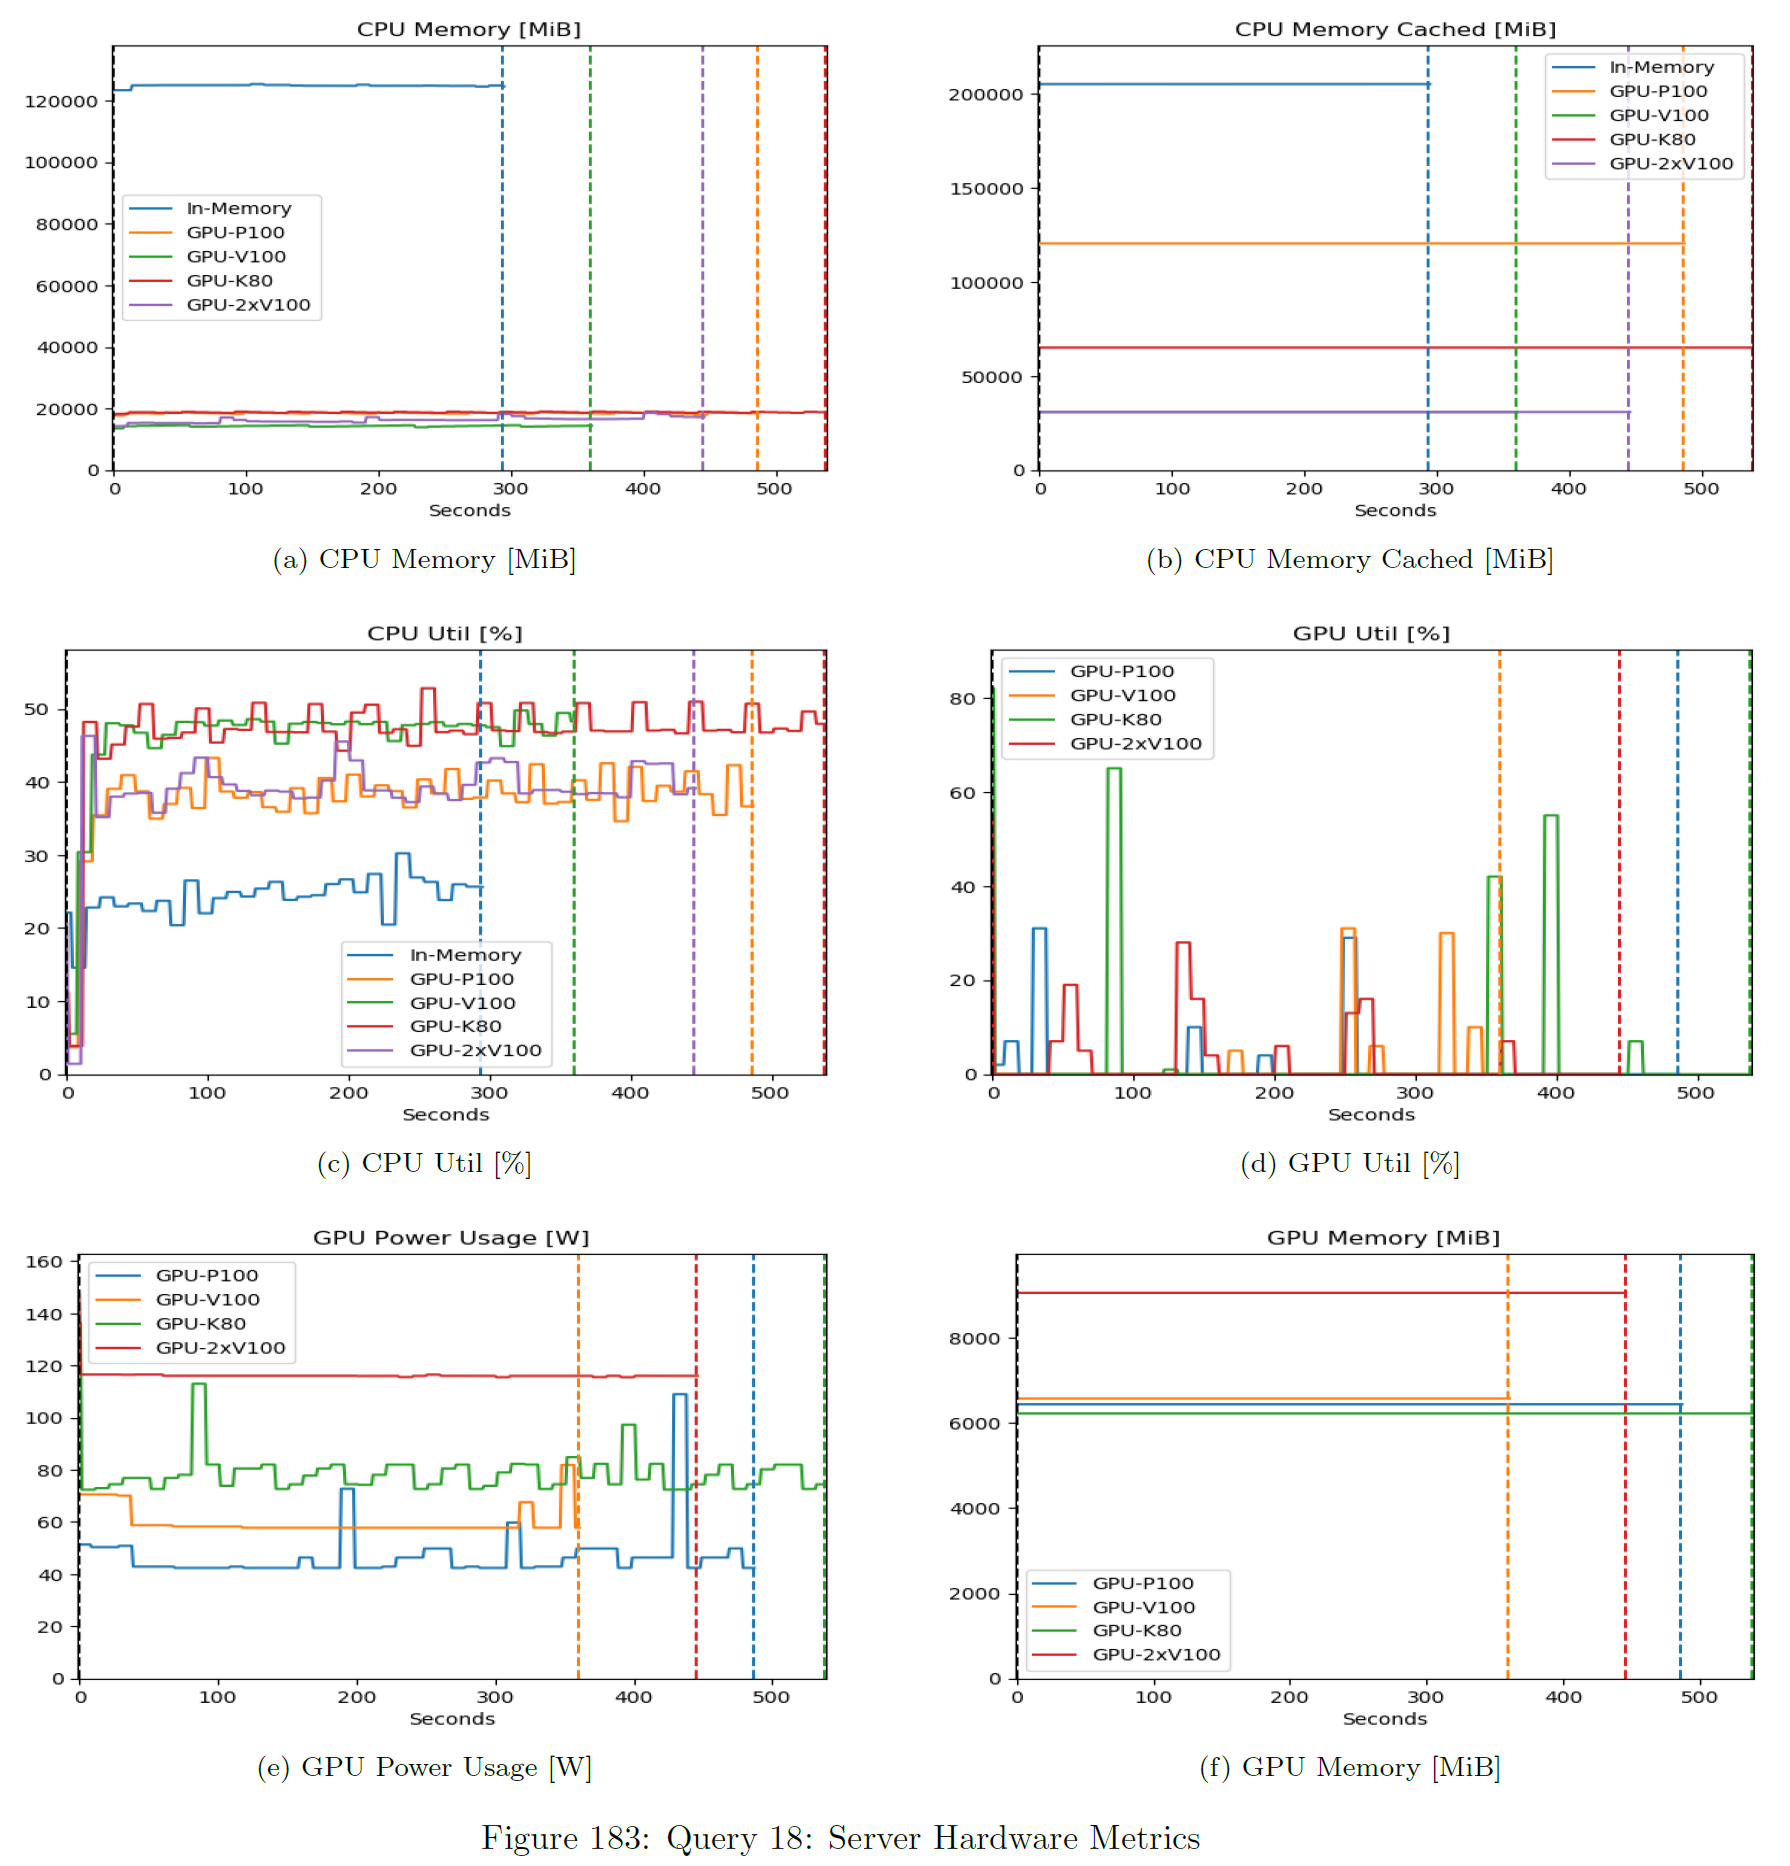 CPU Memory [MiB]
120000
100000
80000
60000
40000
20000
0
In-Memory
GPU-P100
GPU-V100
GPU-K80
GPU-2xV100
0 100 200 300 400 500
Seconds
(a) CPU Memory [MiB]
CPU Memory Cached [MiB]
200000
150000
100000
50000
0
In-Memory
GPU-P100
GPU-V100
GPU-K80
GPU-2xV100
0 100 200 300 400 500
Seconds
(b) CPU Memory Cached [MiB]
CPU Util [%]
50
40
30
20
10
0
In-Memory
GPU-P100
GPU-V100
GPU-K80
GPU-2xV100
0 100 200 300 400 500
Seconds
(c) CPU Util [%]
GPU Util [%]
80
60
40
20
0
GPU-P100
GPU-V100
GPU-K80
GPU-2xV100
0 100 200 300 400 500
Seconds
(d) GPU Util [%]
GPU Power Usage [W]
160
140
120
100
80
60
40
20
0
GPU-P100
GPU-V100
GPU-K80
GPU-2xV100
0 100 200 300 400 500
Seconds
(e) GPU Power Usage [W]
GPU Memory [MiB]
8000
6000
4000
2000
0
GPU-P100
GPU-V100
GPU-K80
GPU-2xV100
0 100 200 300 400 500
Seconds
(f) GPU Memory [MiB]
Figure 183: Query 18: Server Hardware Metrics